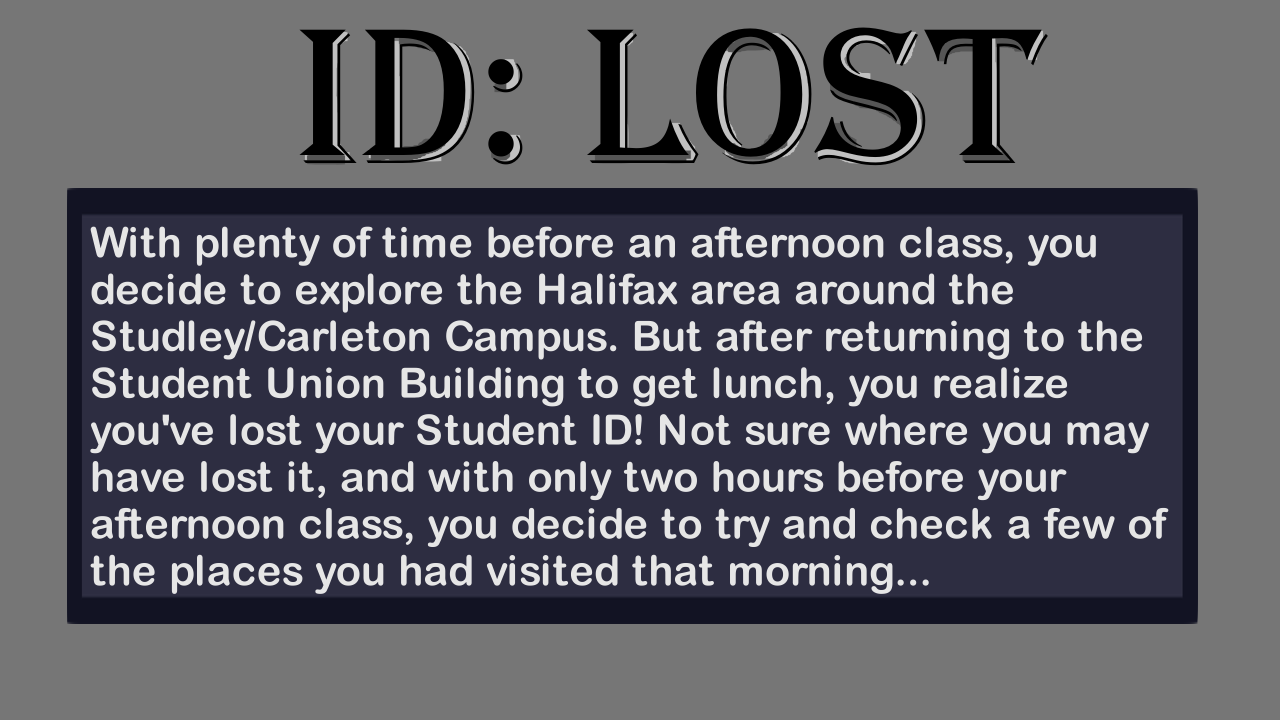 ID: LOST
With plenty of time before an afternoon class, you
decide to explore the Halifax area around the
Studley/Carleton Campus. But after returning to the
Student Union Building to get lunch, you realize
you've lost your Student ID! Not sure where you may
have lost it, and with only two hours before your
afternoon class, you decide to try and check a few of
the places you had visited that morning...